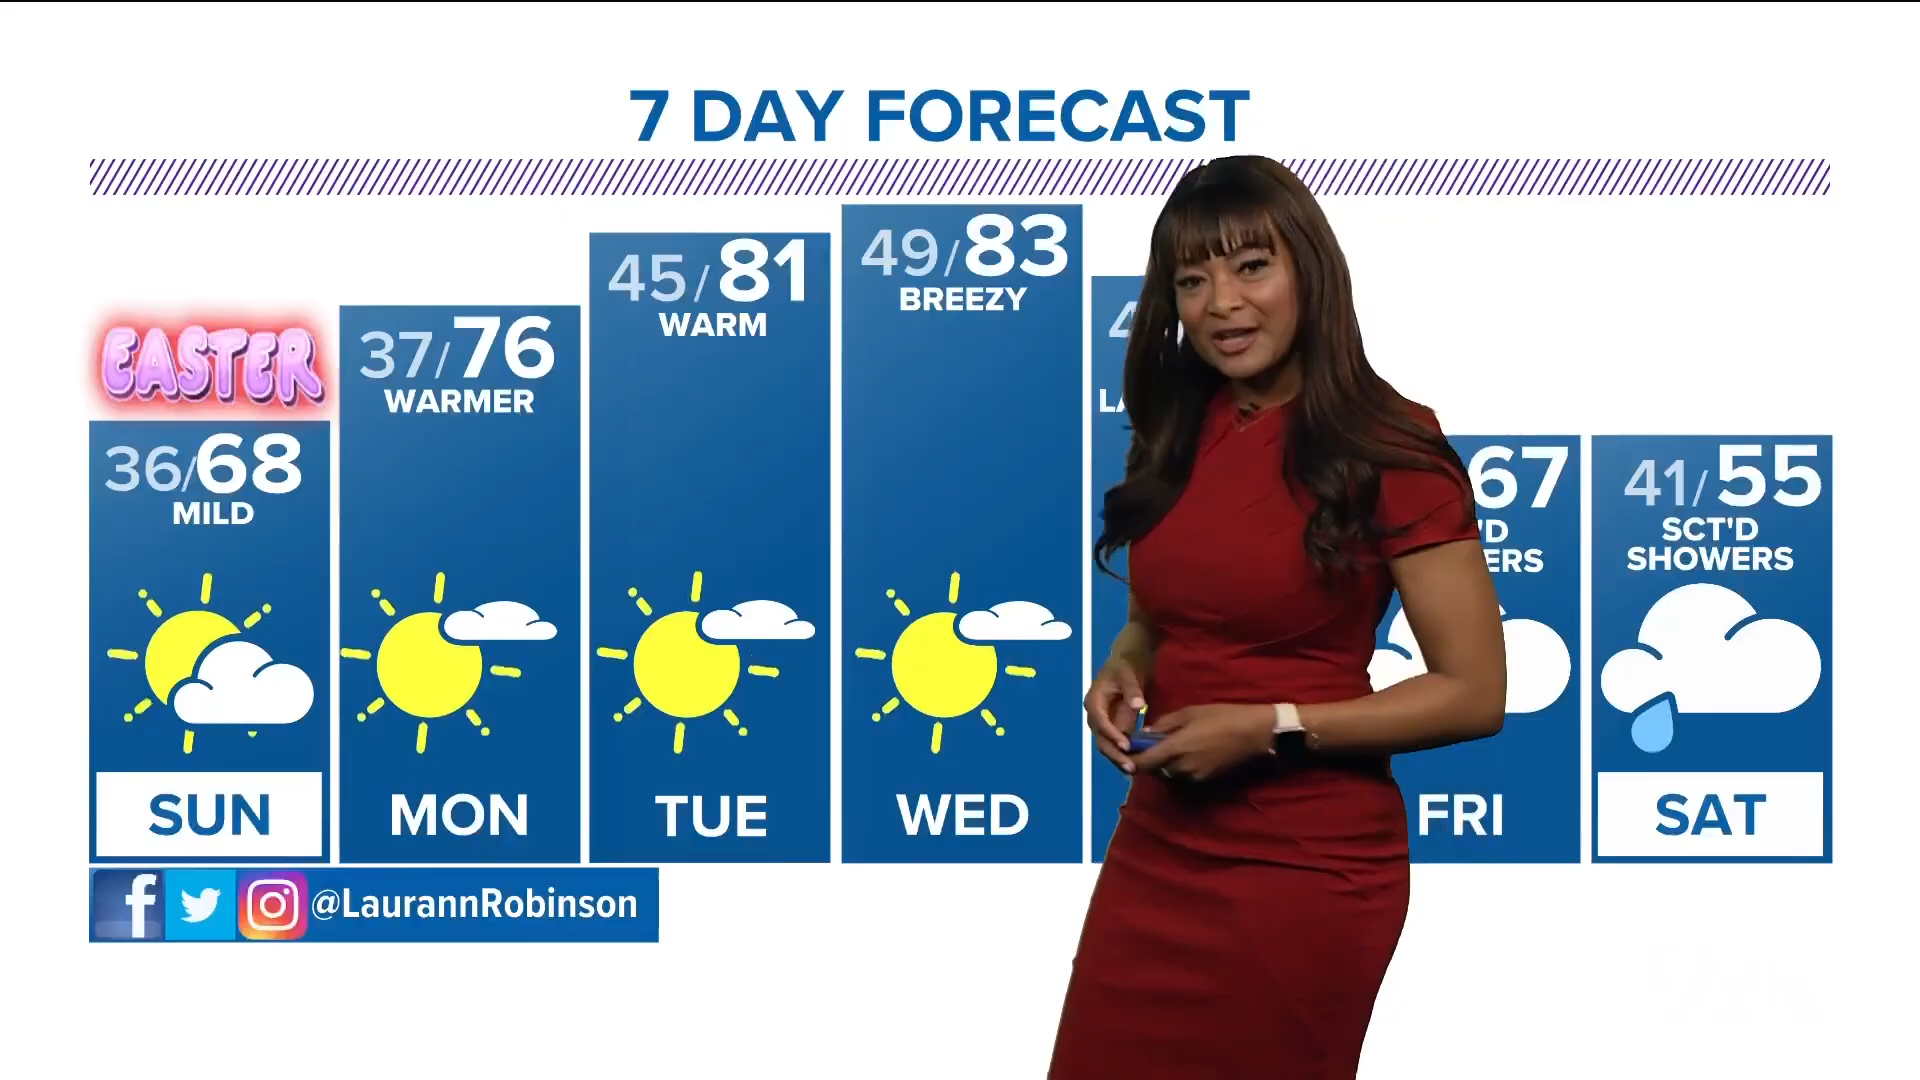 7 DAY FORECAST
EASTER
36/68
MILD
SUN
37/76
WARMER
MON
45/81
WARM
TUE
49/83
BREEZY
WED
67
FRI
41/55
SCT'D
SHOWERS
SAT
@LaurannRobinson